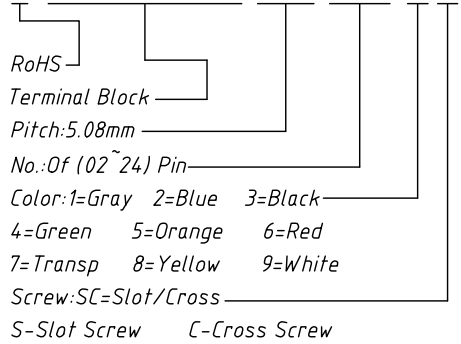 RoHS
Terminal Block
Pitch:5.08mm
No.:Of (02~24) Pin
Color:1=Gray 2=Blue 3=Black
4=Green 5=Orange 6=Red
7=Transp 8=Yellow 9=White
Screw:SC=Slot/Cross
S-Slot Screw C-Cross Screw